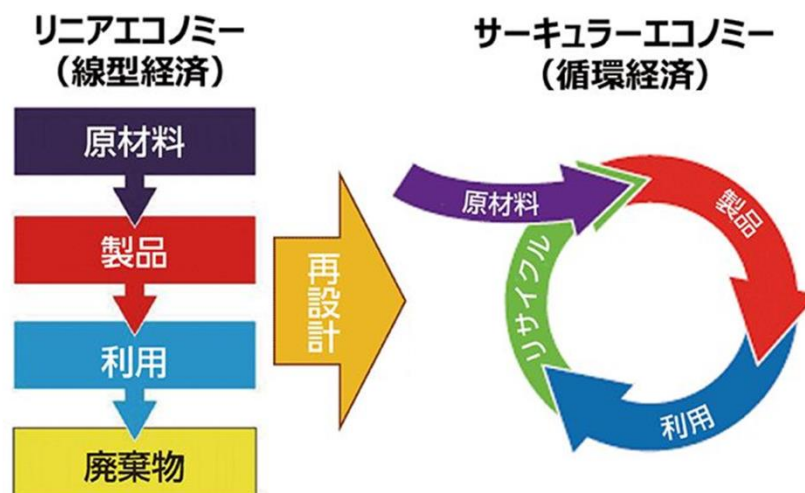 リニアエコノミー
（線型経済）
原材料
製品
利用
廃棄物
再設計
サーキュラーエコノミー
（循環経済）
原材料
製品
利用
リサイクル